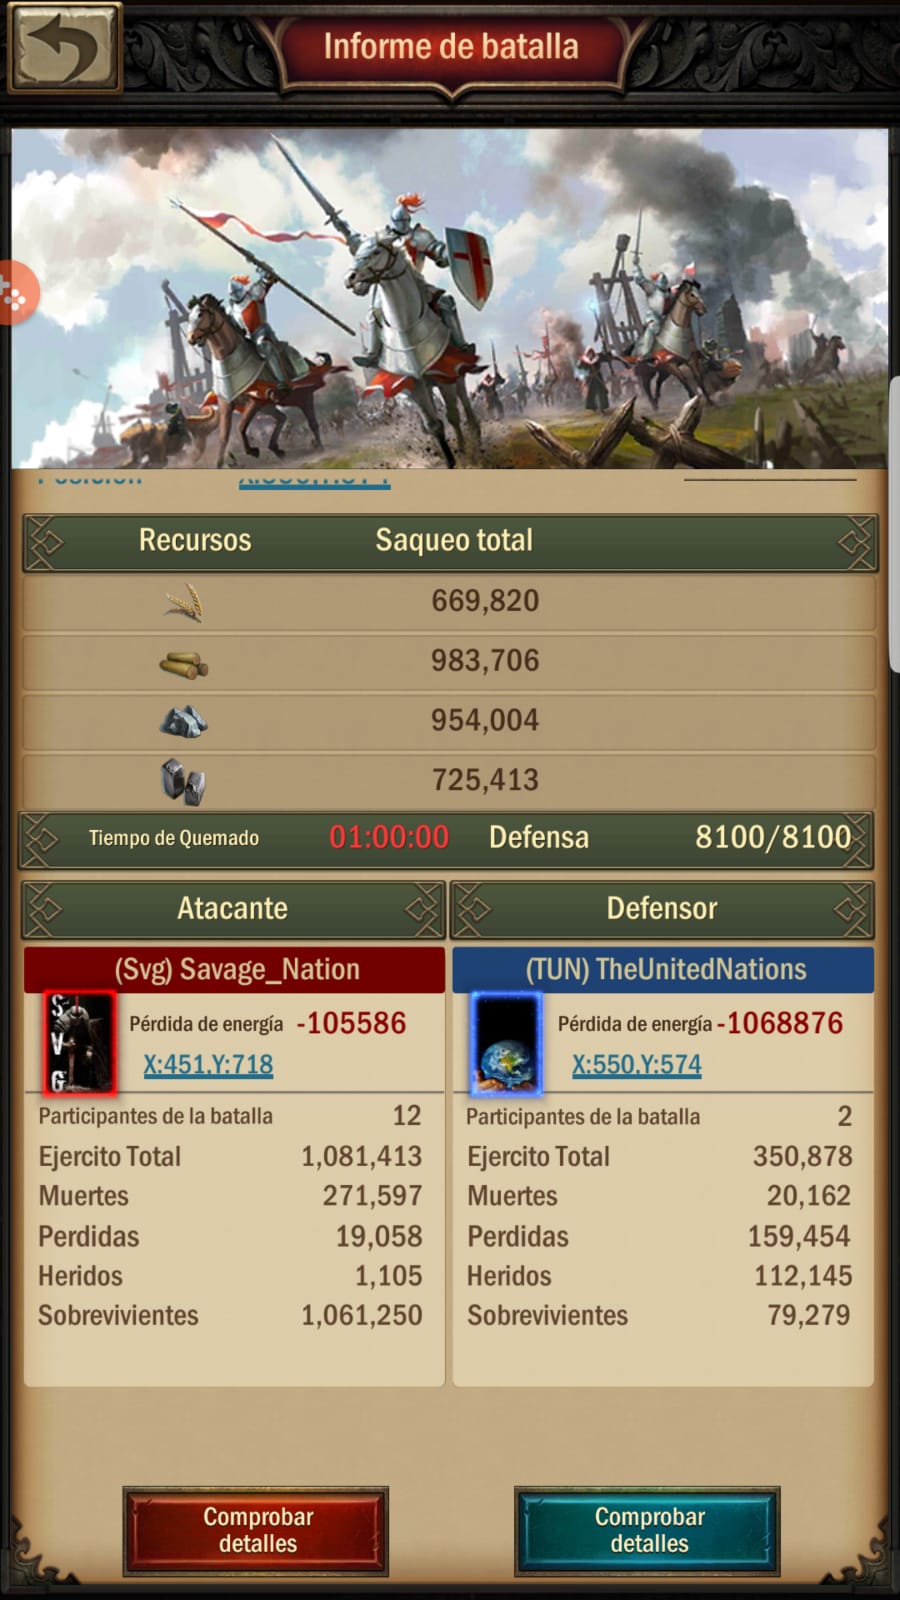 Informe de batalla
Recursos Saqueo total
669,820
983,706
954,004
725,413
Tiempo de Quemado 01:00:00 Defensa 8100/8100
Atacante
(Svg) Savage_Nation
SVG
Pérdida de energía -105586
X:451,Y:718
Participantes de la batalla 12
Ejercito Total 1,081,413
Muertes 271,597
Perdidas 19,058
Heridos 1,105
Sobrevivientes 1,061,250
Defensor
(TUN) TheUnitedNations
Pérdida de energía -1068876
X:550,Y:574
Participantes de la batalla 2
Ejercito Total 350,878
Muertes 20,162
Perdidas 159,454
Heridos 112,145
Sobrevivientes 79,279
Comprobar
detalles
Comprobar
detalles